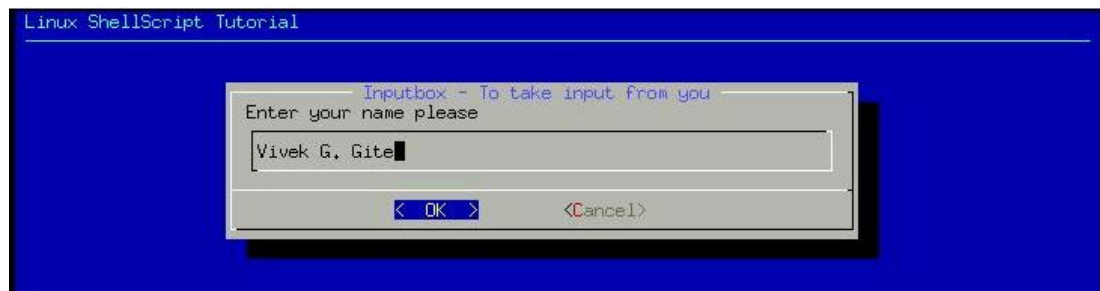 Linux ShellScript Tutorial
Inputbox - To take input from you
Enter your name please
Vivek G. Gite
< OK > <Cancel>